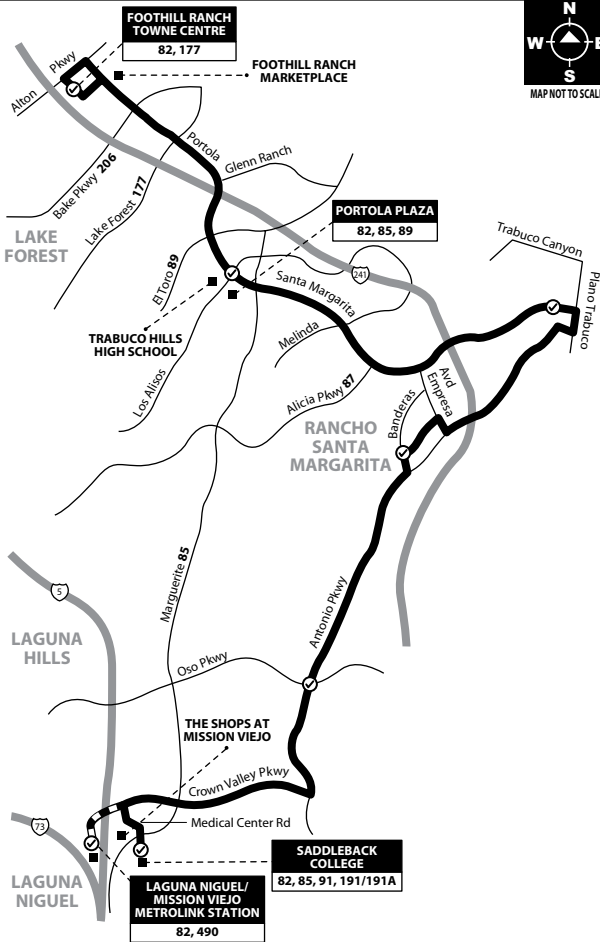 FOOTHILL RANCH
TOWNE CENTRE
82, 177
N
W
E
S
MAP NOT TO SCALE
FOOTHILL RANCH
MARKETPLACE
Pkwy
Alton
Portola
Glenn Ranch
Bake Pkwy 206
Lake Forest 177
LAKE
FOREST
PORTOLA PLAZA
82, 85, 89
Trabuco Canyon
Plano Trabuco
El Toro 89
241
Santa Margarita
TRABUCO HILLS
HIGH SCHOOL
Melinda
Los Alisos
Alicia Pkwy 87
Avd
Empresa
Banderas
RANCHO
SANTA
MARGARITA
Marguerite 85
Antonio Pkwy
5
LAGUNA
HILLS
Oso Pkwy
THE SHOPS AT
MISSION VIEJO
Crown Valley Pkwy
Medical Center Rd
73
SADDLEBACK
COLLEGE
82, 85, 91, 191/191A
LAGUNA
NIGUEL
LAGUNA NIGUEL/
MISSION VIEJO
METROLINK STATION
82, 490